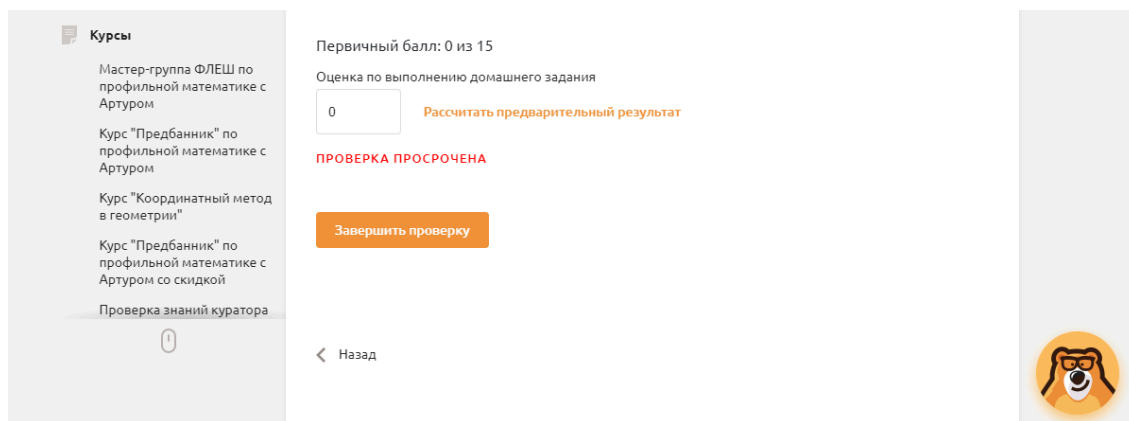 Курсы
Мастер-группа ФЛЕШ по
профильной математике с
Артуром
Курс "Предбанник" по
профильной математике с
Артуром
Курс "Координатный метод
в геометрии"
Курс "Предбанник" по
профильной математике с
Артуром со скидкой
Проверка знаний куратора
Первичный балл: 0 из 15
Оценка по выполнению домашнего задания
0
Рассчитать предварительный результат
ПРОВЕРКА ПРОСРОЧЕНА
Завершить проверку
Назад